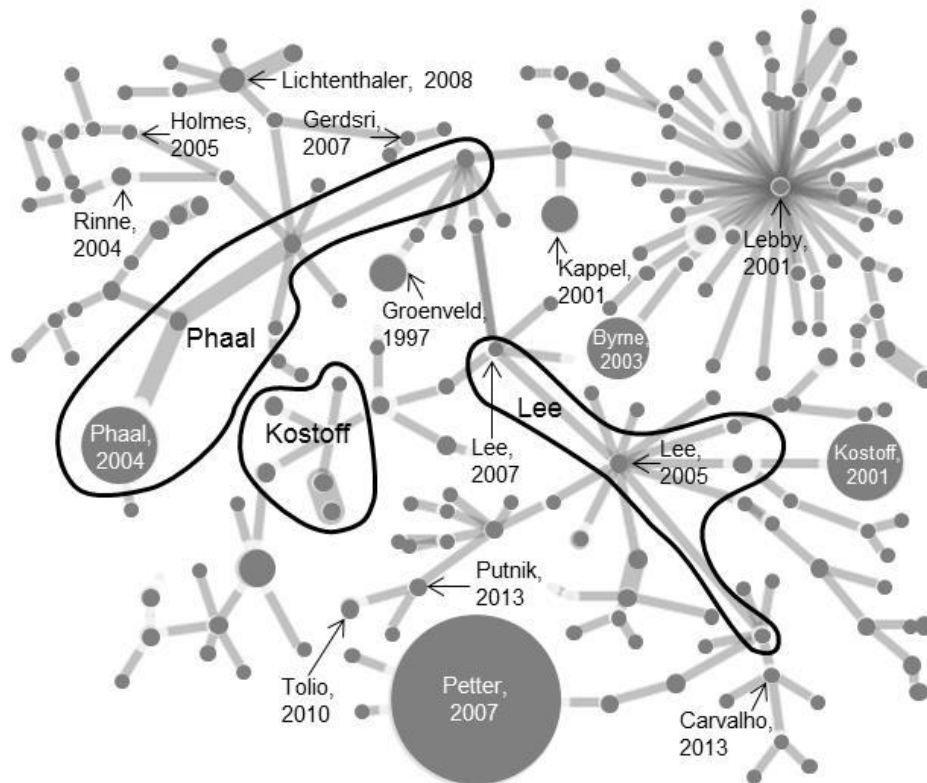 Lichtenthaler, 2008
Holmes,
2005
Gerdsri,
2007
Rinne,
2004
Lebby,
2001
Kappel,
2001
Groenveld,
1997
Phaal
Byrne,
2003
Lee
Phaal,
2004
Kostoff
Lee,
2007
Lee,
2005
Kostoff,
2001
Putnik,
2013
Tolio,
2010
Petter,
2007
Carvalho,
2013